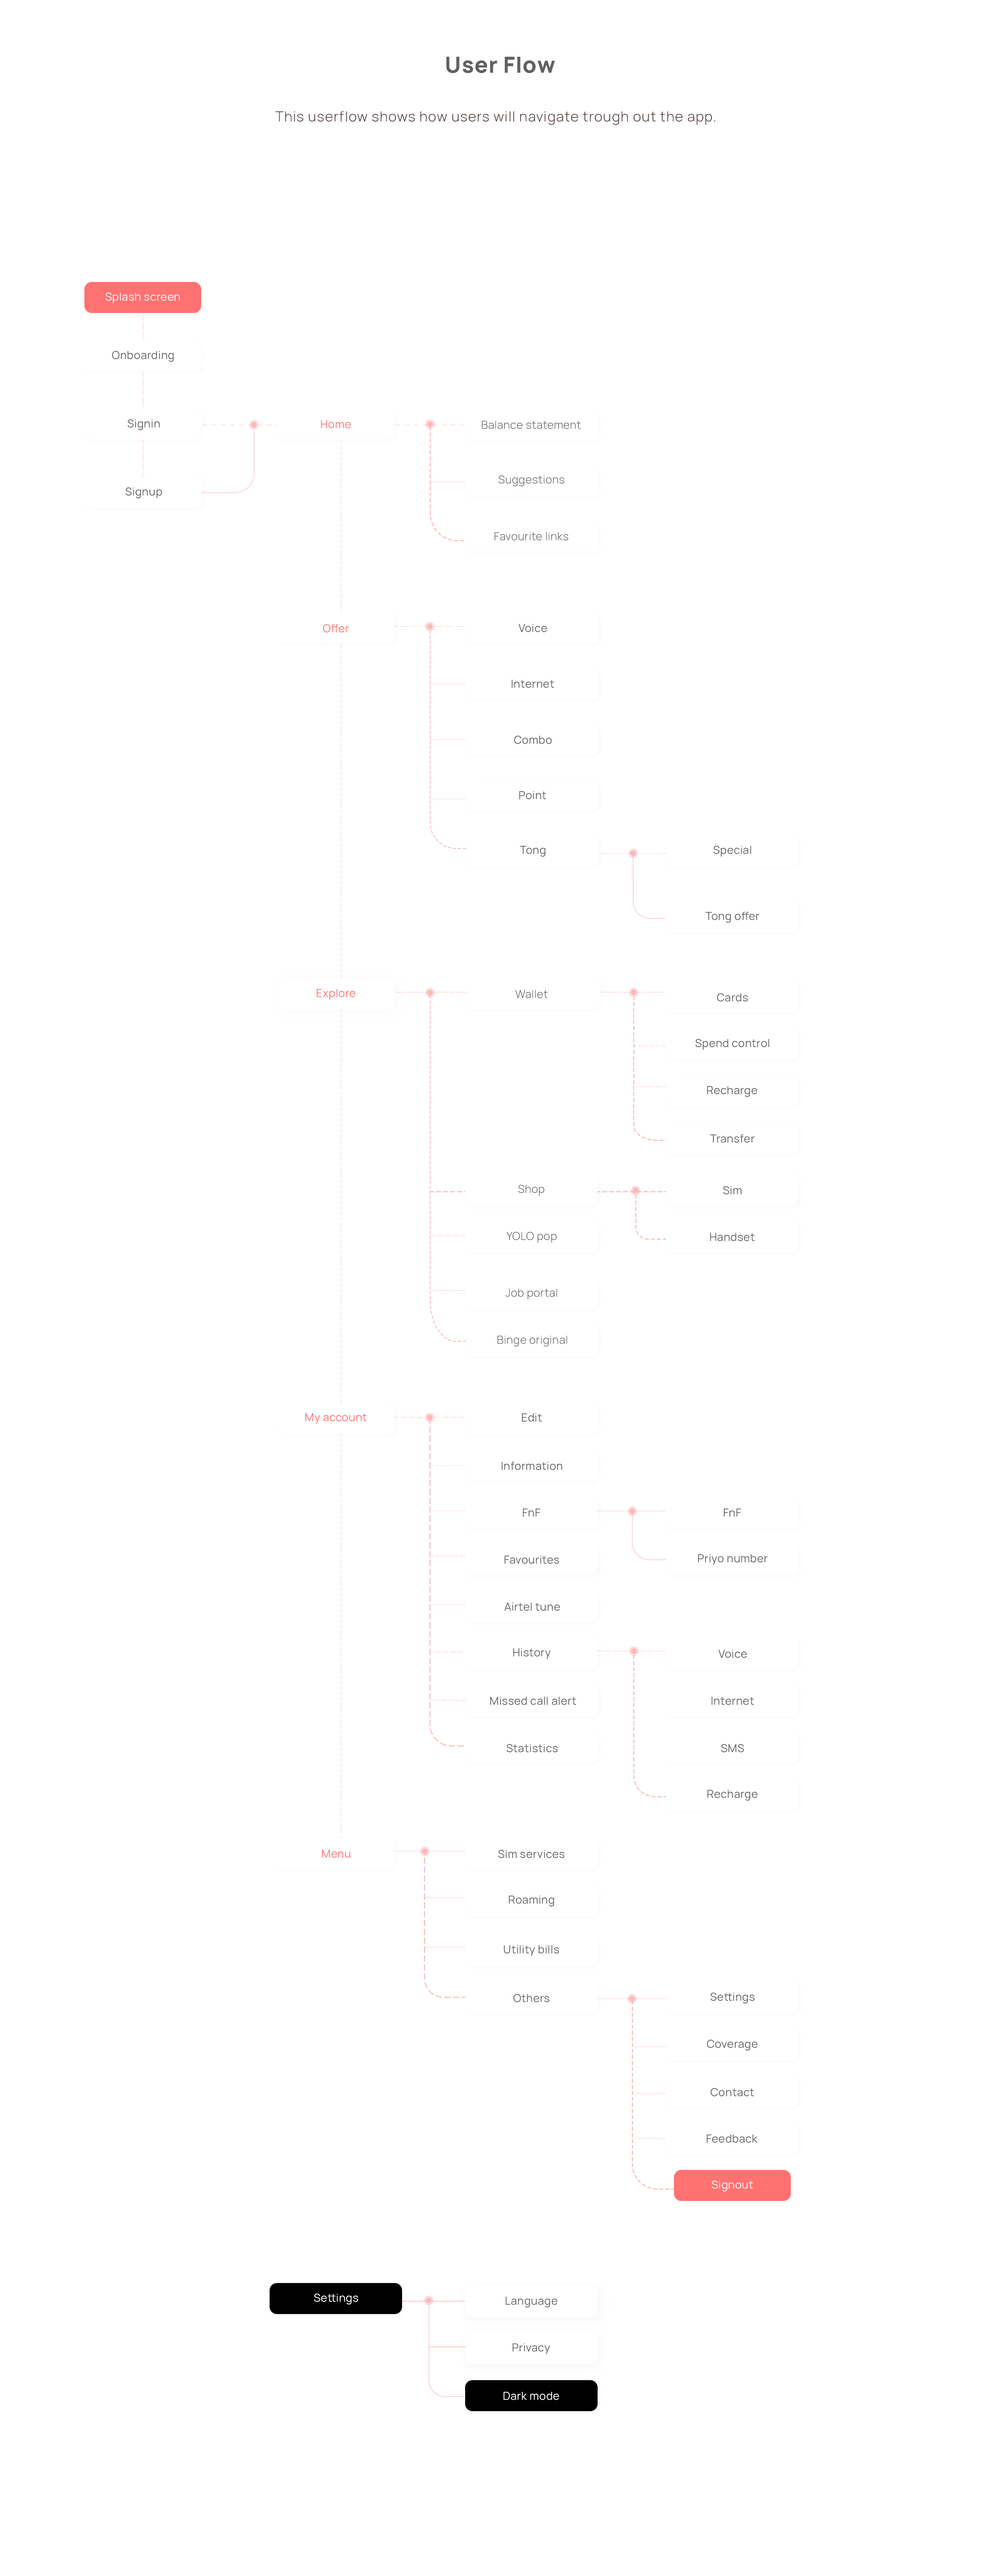 User Flow
This userflow shows how users will navigate trough out the app.
Splash screen
Onboarding
Signin
Home
Balance statement
Suggestions
Signup
Favourite links
Offer
Voice
Internet
Combo
Point
Tong
Special
Tong offer
Explore
Wallet
Cards
Spend control
Recharge
Transfer
Shop
Sim
YOLO pop
Handset
Job portal
Binge original
My account
Edit
Information
FnF
FnF
Favourites
Priyo number
Airtel tune
History
Voice
Missed call alert
Internet
Statistics
SMS
Recharge
Menu
Sim services
Roaming
Utility bills
Others
Settings
Coverage
Contact
Feedback
Signout
Settings
Language
Privacy
Dark mode